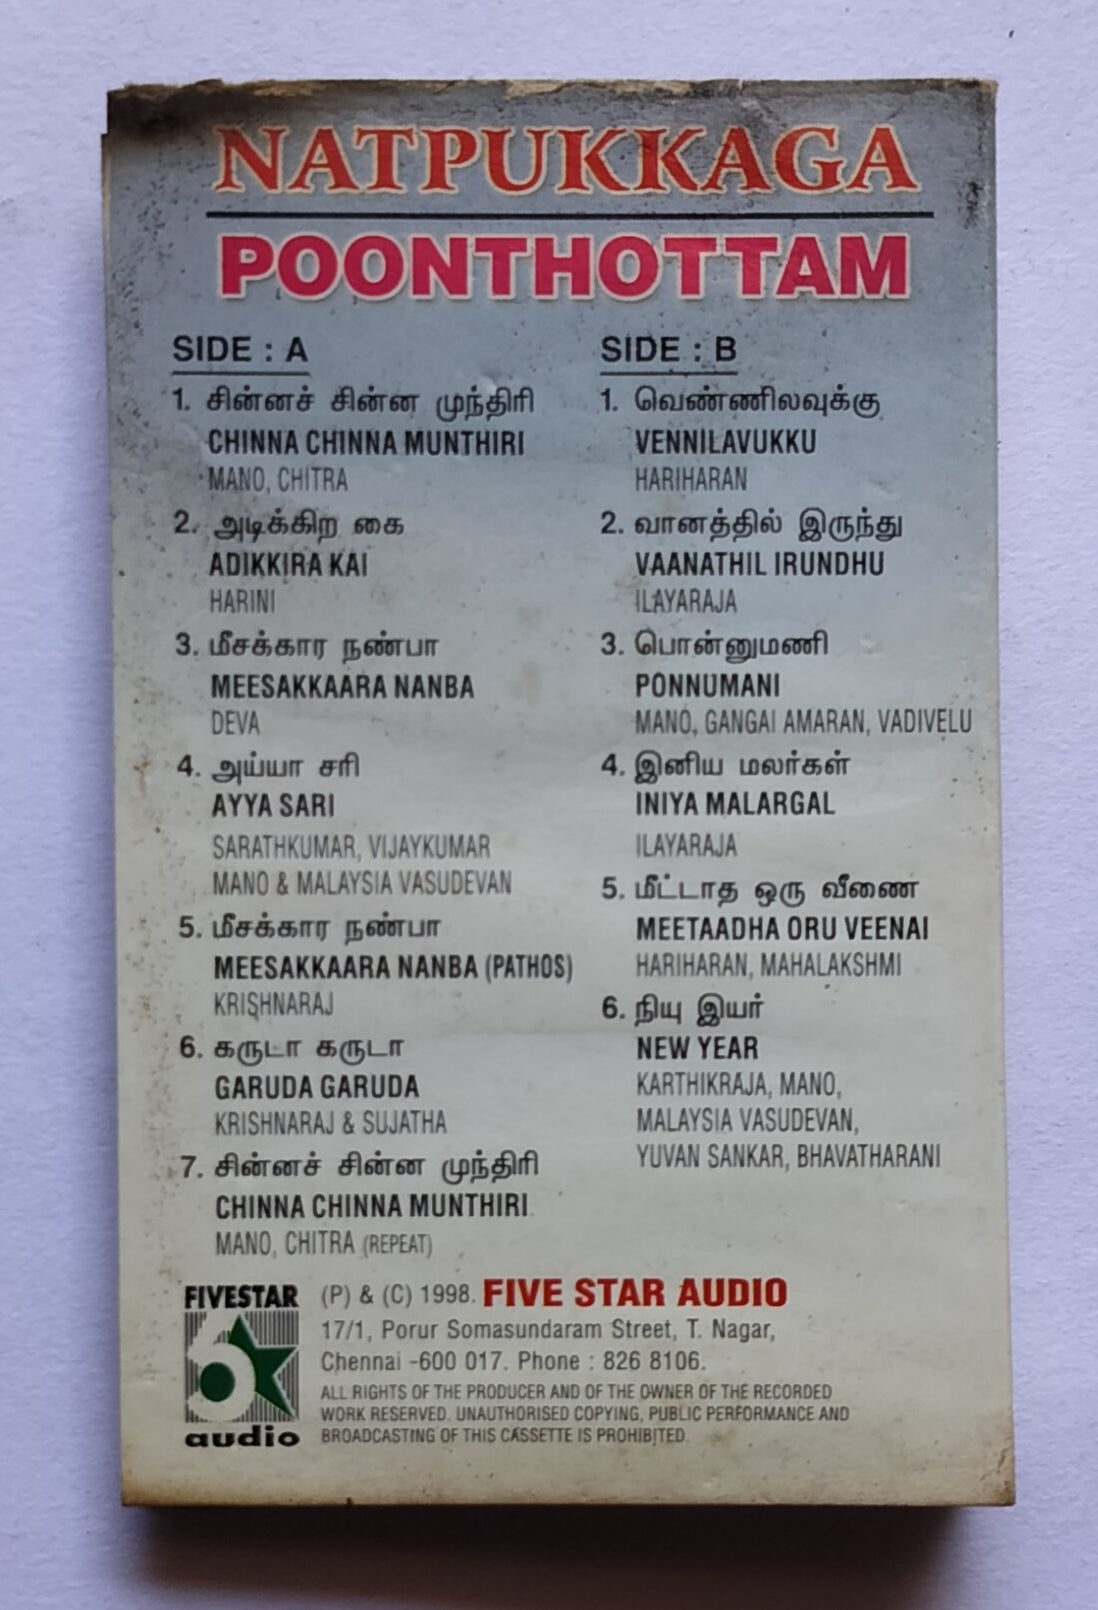 NATPUKKAGA
POONTHOTTAM
SIDE : A
1. சின்னச் சின்ன முந்திரி
CHINNA CHINNA MUNTHIRI
MANO, CHITRA
2. அடிக்கிற கை
ADIKKIRA KAI
HARINI
3. மீசக்கார நண்பா
MEESAKKAARA NANBA
DEVA
4. அய்யா சரி
AYYA SARI
SARATHKUMAR, VIJAYKUMAR
MANO & MALAYSIA VASUDEVAN
5. மீசக்கார நண்பா
MEESAKKAARA NANBA (PATHOS)
KRISHNARAJ
6. கருடா கருடா
GARUDA GARUDA
KRISHNARAJ & SUJATHA
7. சின்னச் சின்ன முந்திரி
CHINNA CHINNA MUNTHIRI
MANO, CHITRA (REPEAT)
SIDE : B
1. வெண்ணிலவுக்கு
VENNILAVUKKU
HARIHARAN
2. வானத்தில் இருந்து
VAANATHIL IRUNDHU
ILAYARAJA
3. பொன்னுமணி
PONNUMANI
MANO, GANGAI AMARAN, VADIVELU
4. இனிய மலர்கள்
INIYA MALARGAL
ILAYARAJA
5. மீட்டாத ஒரு வீணை
MEETAADHA ORU VEENAI
HARIHARAN, MAHALAKSHMI
6. நியு இயர்
NEW YEAR
KARTHIKRAJA, MANO,
MALAYSIA VASUDEVAN,
YUVAN SANKAR, BHAVATHARANI
FIVESTAR
audio
(P) & (C) 1998. FIVE STAR AUDIO
17/1, Porur Somasundaram Street, T. Nagar,
Chennai -600 017. Phone : 826 8106.
ALL RIGHTS OF THE PRODUCER AND OF THE OWNER OF THE RECORDED
WORK RESERVED. UNAUTHORISED COPYING, PUBLIC PERFORMANCE AND
BROADCASTING OF THIS CASSETTE IS PROHIBITED.